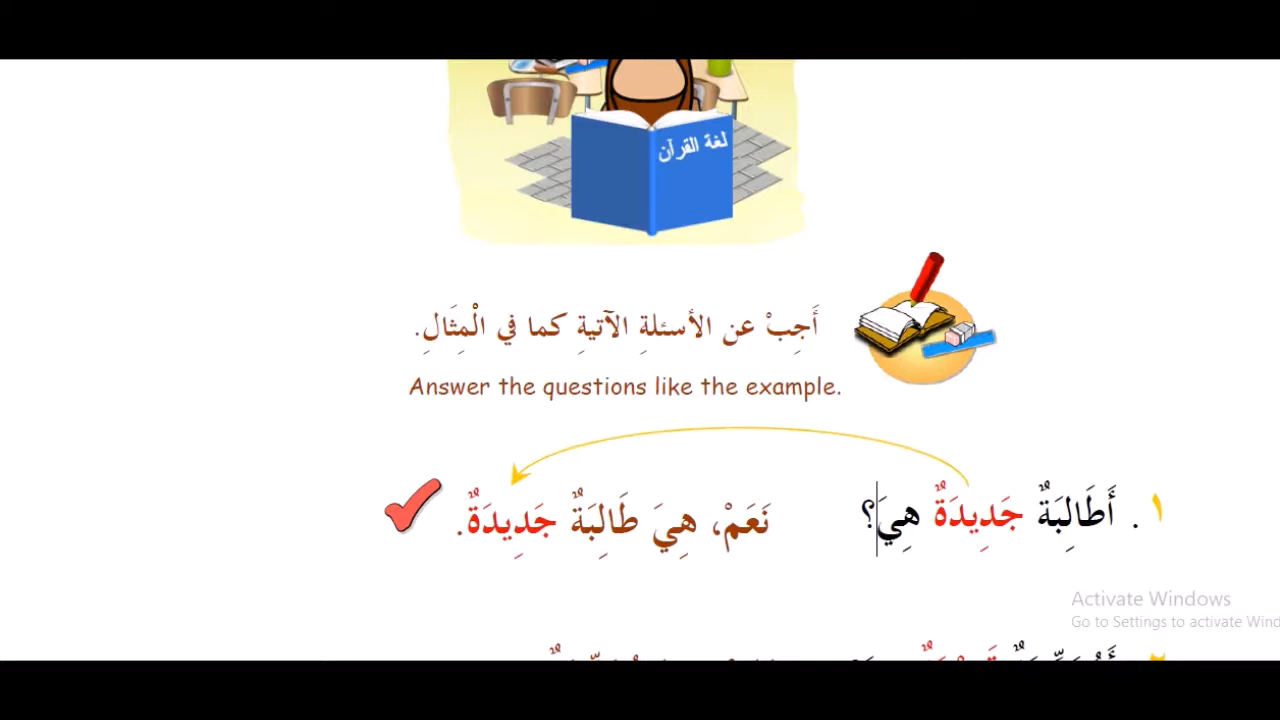 لغة القرآن
أَجِبْ عن الأسئلةِ الآتيةِ كما في الْمِثَالِ.
Answer the questions like the example.
١. أَطَالِبَةٌ جَدِيدَةٌ هِيَ؟ نَعَمْ، هِيَ طَالِبَةٌ جَدِيدَةٌ.
Activate Windows
Go to Settings to activate Wind